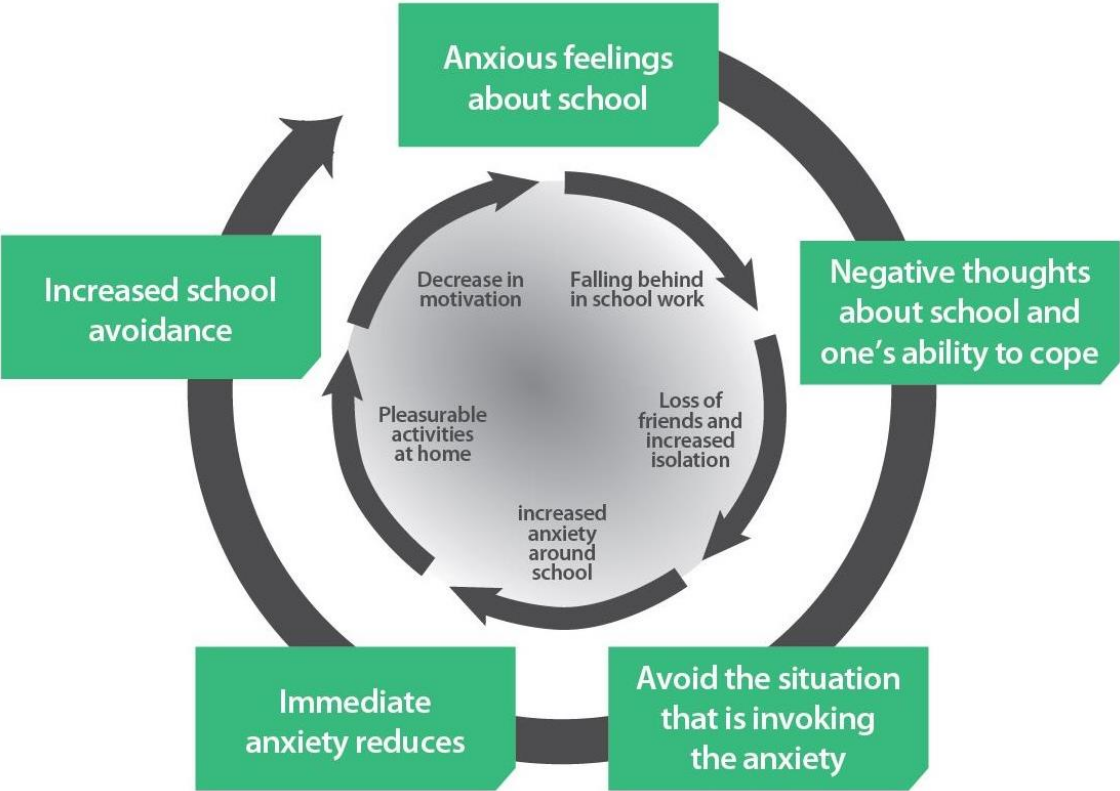 Anxious feelings
about school
Negative thoughts
about school and
one's ability to cope
Avoid the situation
that is invoking
the anxiety
Immediate
anxiety reduces
Increased school
avoidance
Falling behind
in school work
Loss of
friends and
increased
isolation
increased
anxiety
around
school
Pleasurable
activities
at home
Decrease in
motivation